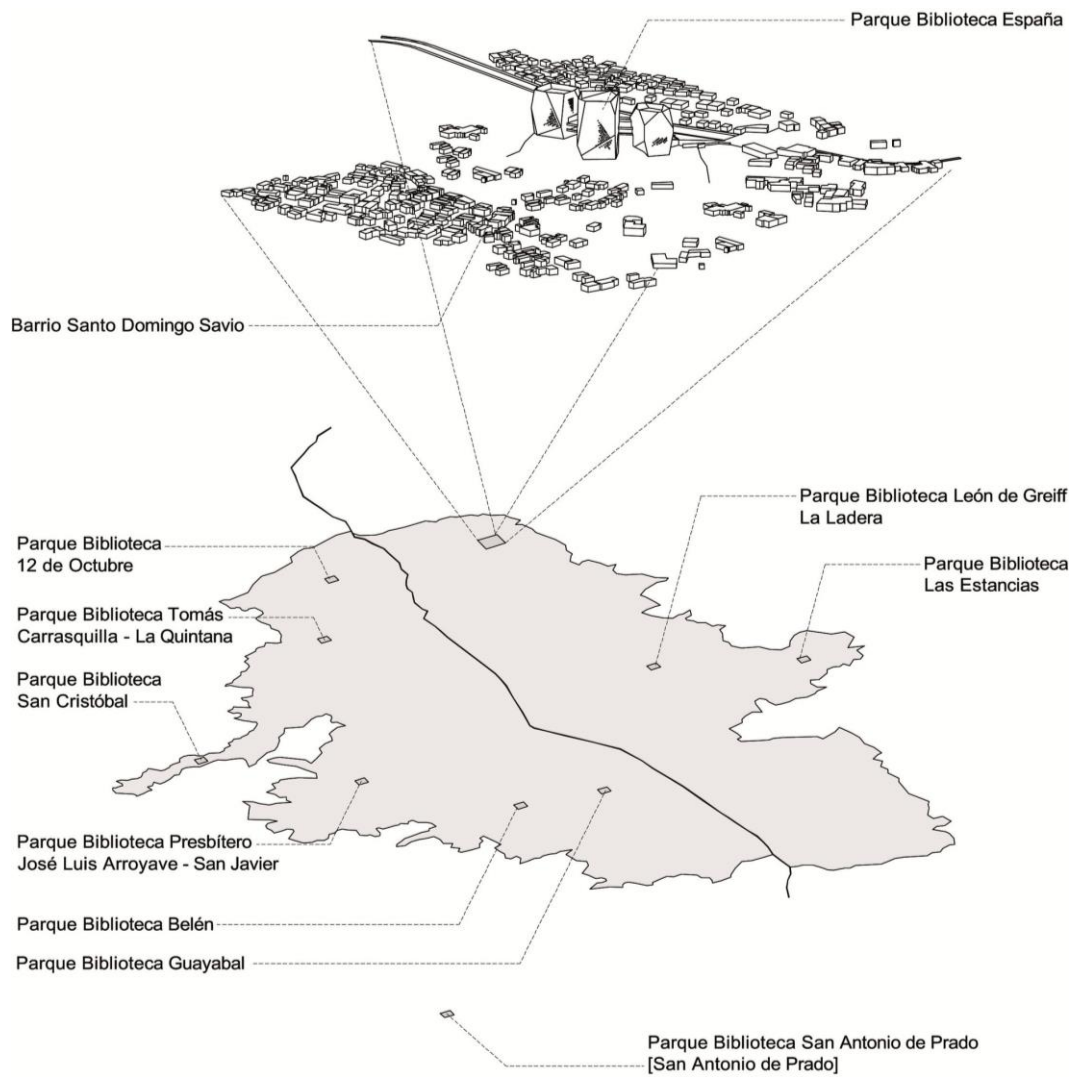 Parque Biblioteca España
Barrio Santo Domingo Savio
Parque Biblioteca León de Greiff
La Ladera
Parque Biblioteca
12 de Octubre
Parque Biblioteca
Las Estancias
Parque Biblioteca Tomás
Carrasquilla - La Quintana
Parque Biblioteca
San Cristóbal
Parque Biblioteca Presbítero
José Luis Arroyave - San Javier
Parque Biblioteca Belén
Parque Biblioteca Guayabal
Parque Biblioteca San Antonio de Prado
[San Antonio de Prado]